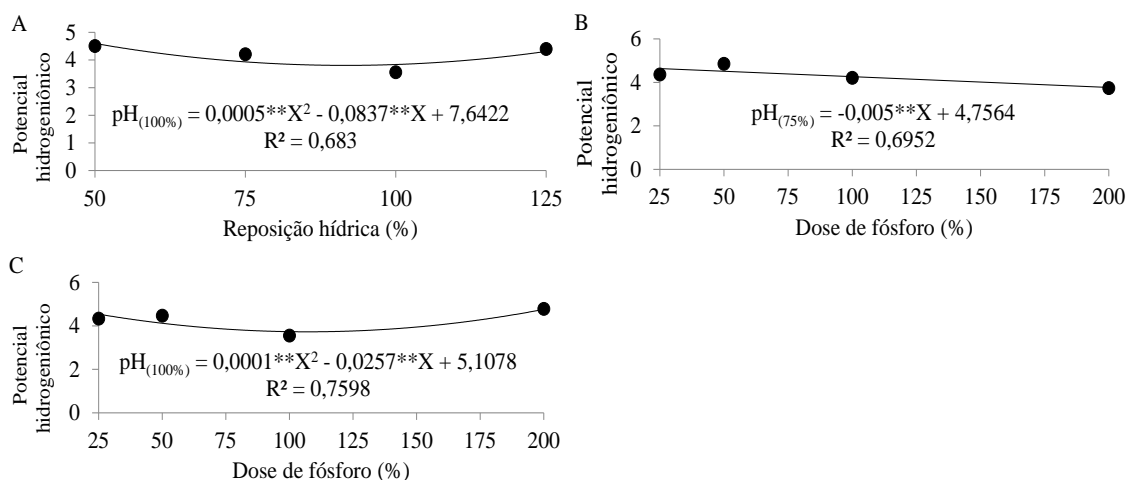 A
Potencial
hidrogeniônico
5
4
3
2
1
0
pH(100%) = 0,0005**X² - 0,0837**X + 7,6422
R² = 0,683
50 75 100 125
Reposição hídrica (%)
B
Potencial
hidrogeniônico
6
4
2
0
pH(75%) = -0,005**X + 4,7564
R² = 0,6952
25 50 75 100 125 150 175 200
Dose de fósforo (%)
C
Potencial
hidrogeniônico
6
4
2
0
pH(100%) = 0,0001**X² - 0,0257**X + 5,1078
R² = 0,7598
25 50 75 100 125 150 175 200
Dose de fósforo (%)